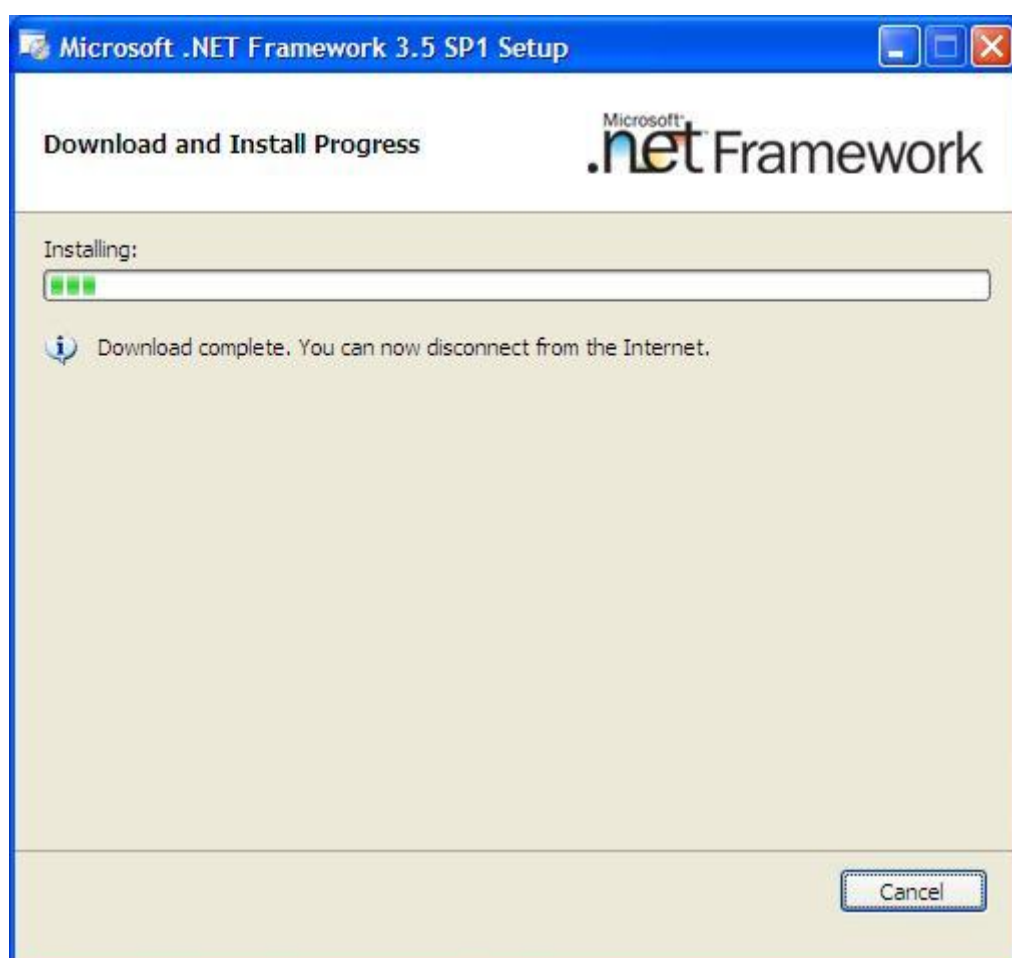 Microsoft .NET Framework 3.5 SP1 Setup
Download and Install Progress
Microsoft
.net Framework
Installing:
Download complete. You can now disconnect from the Internet.
Cancel